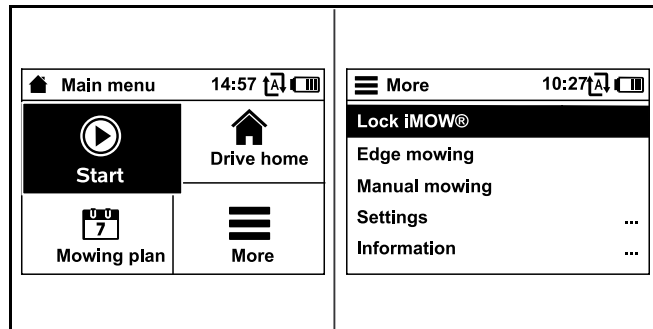 Main menu 14:57 A
Start
Drive home
7
Mowing plan
More
More 10:27 A
Lock iMOW®
Edge mowing
Manual mowing
Settings ...
Information ...